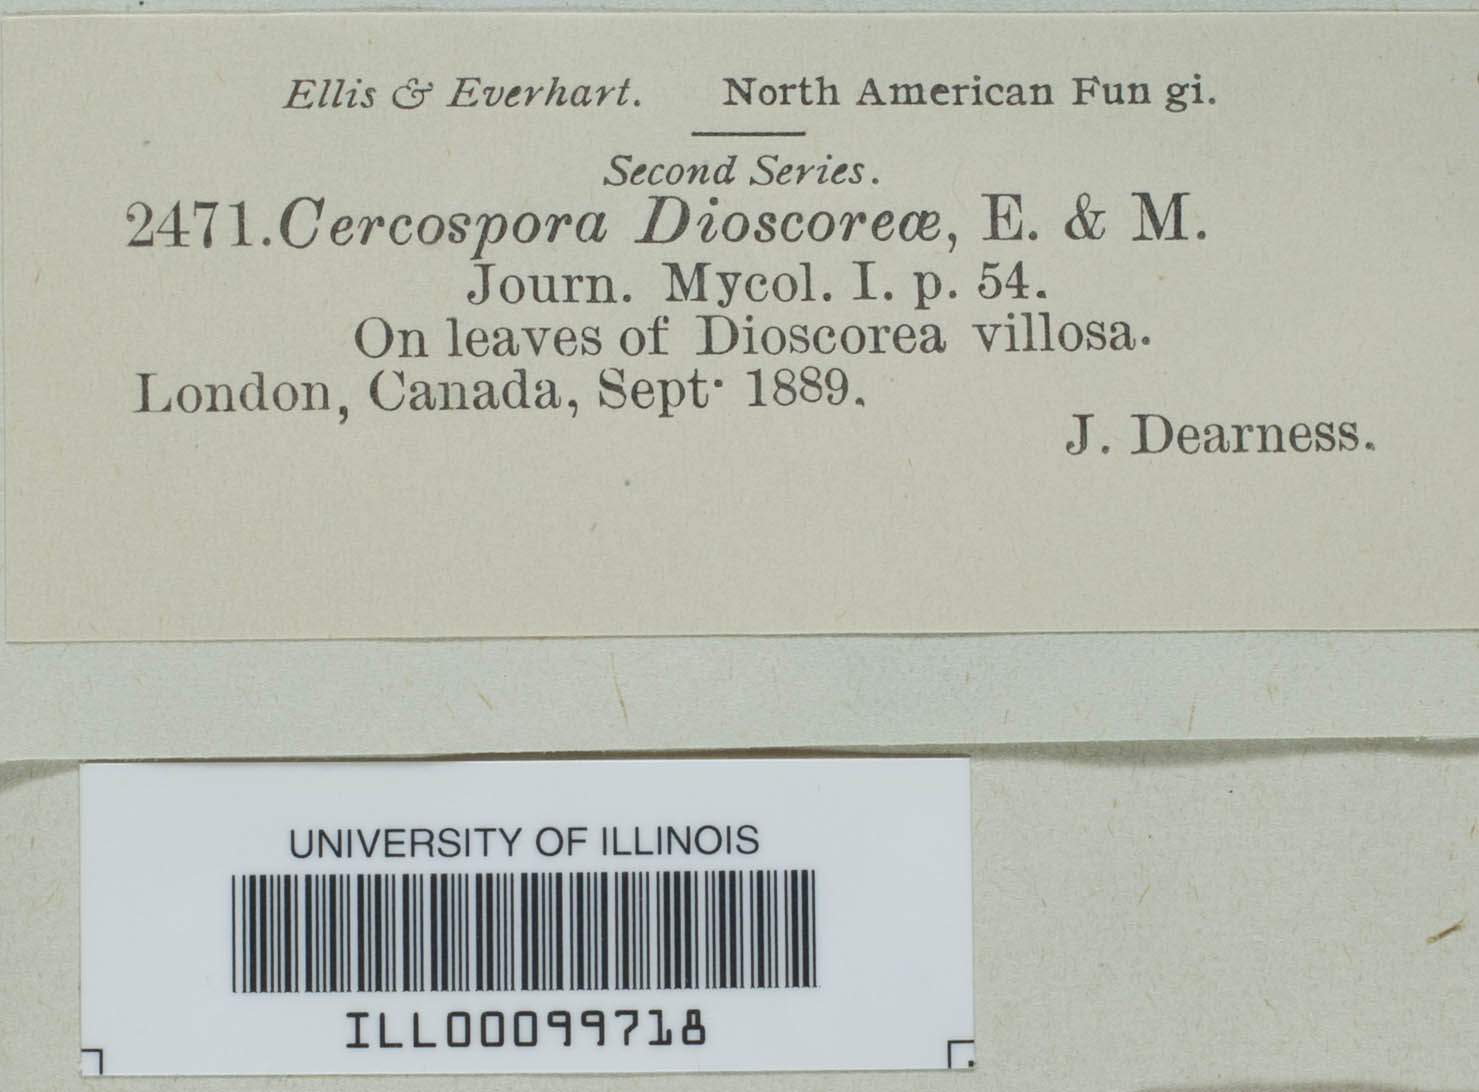 Ellis & Everhart. North American Fun gi.
Second Series.
2471. Cercospora Dioscoreæ, E. & M.
Journ. Mycol. I. p. 54.
On leaves of Dioscorea villosa.
London, Canada, Sept· 1889.
J. Dearness.
UNIVERSITY OF ILLINOIS
ILL00099718